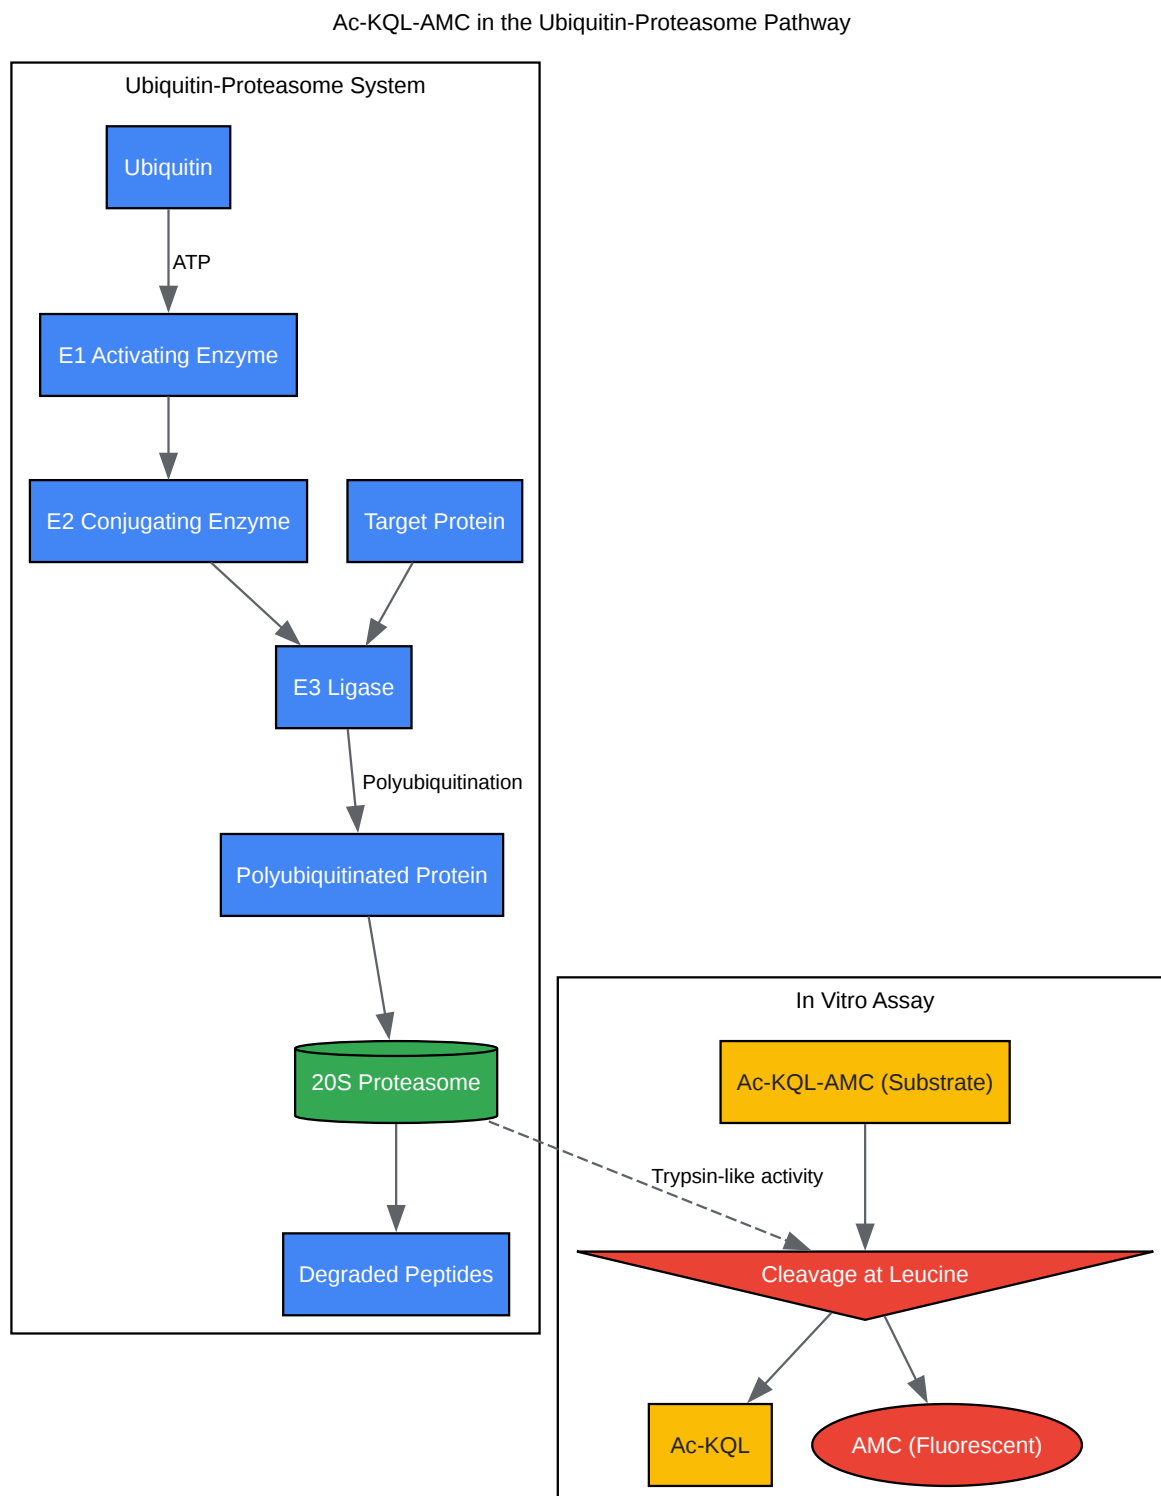 Ac-KQL-AMC in the Ubiquitin-Proteasome Pathway
Ubiquitin-Proteasome System
Ubiquitin
ATP
E1 Activating Enzyme
E2 Conjugating Enzyme
Target Protein
E3 Ligase
Polyubiquitination
Polyubiquitinated Protein
20S Proteasome
Degraded Peptides
In Vitro Assay
Ac-KQL-AMC (Substrate)
Trypsin-like activity
Cleavage at Leucine
Ac-KQL
AMC (Fluorescent)